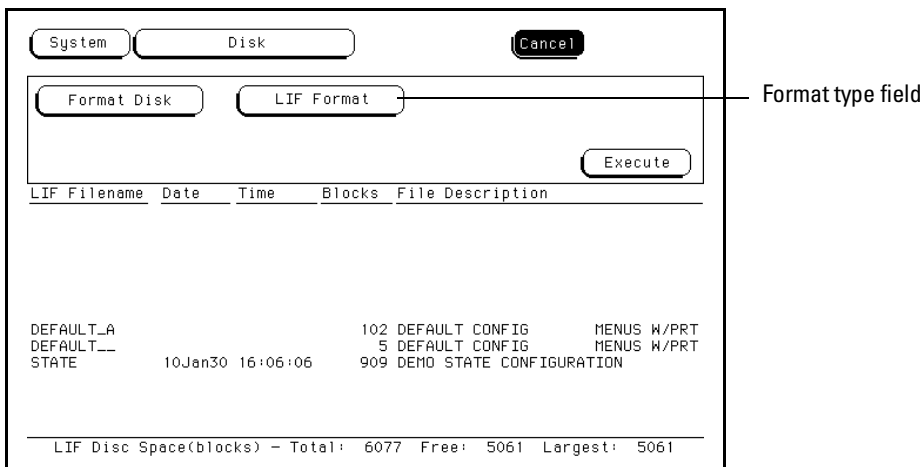 System Disk Cancel
Format Disk LIF Format Format type field
Execute
LIF Filename Date Time Blocks File Description
DEFAULT_A 102 DEFAULT CONFIG MENUS W/PRT
DEFAULT__ 5 DEFAULT CONFIG MENUS W/PRT
STATE 10Jan30 16:06:06 909 DEMO STATE CONFIGURATION
LIF Disc Space(blocks) - Total: 6077 Free: 5061 Largest: 5061